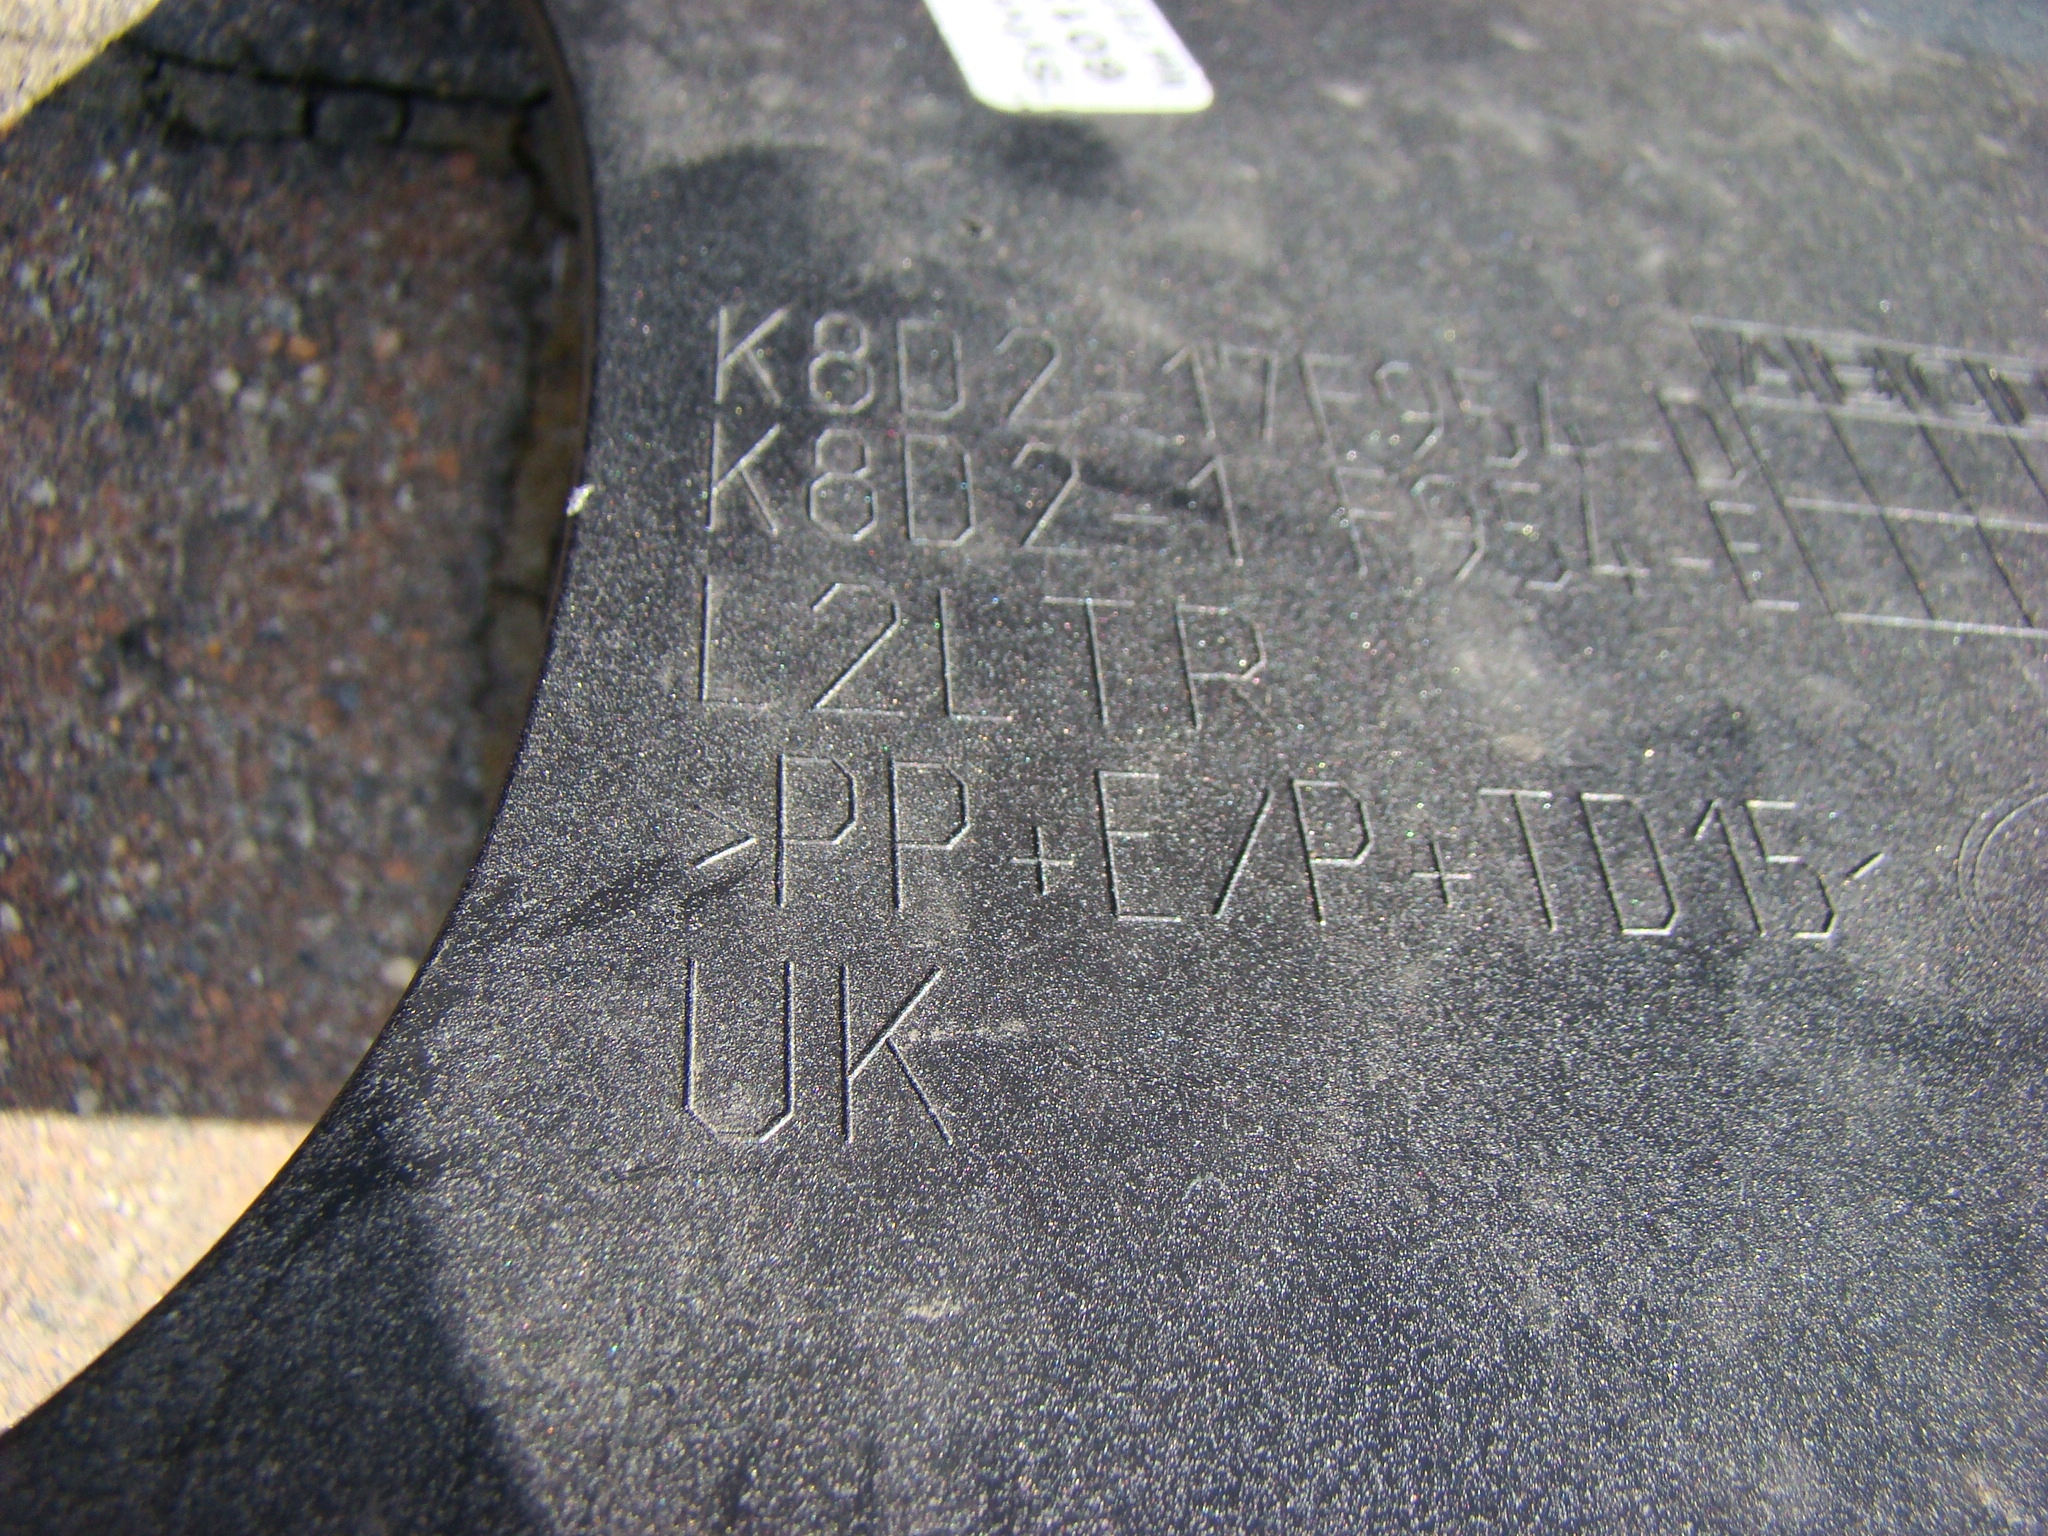 K8D2-17F954-D
K8D2-1 F954-E
L2LTR
>PP+E/P+TD15<
UK